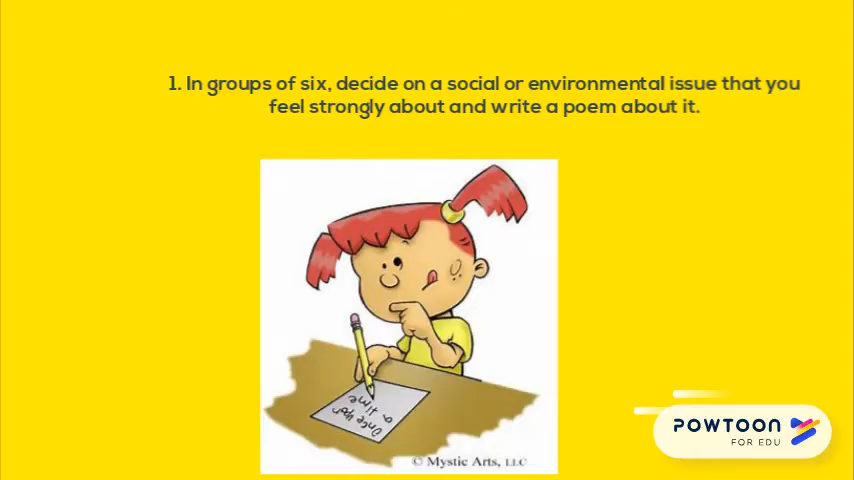 1. In groups of six, decide on a social or environmental issue that you
feel strongly about and write a poem about it.
Once upon
a time
© Mystic Arts, LLC
POWTOON
FOR EDU